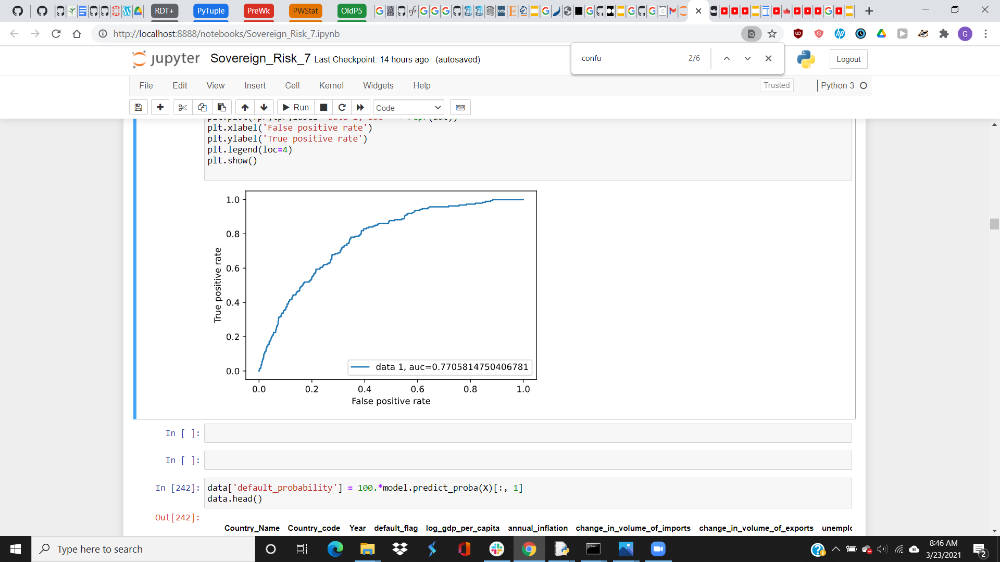 RDT+ PyTuple PreWk PWStat OldP5
http://localhost:8888/notebooks/Sovereign_Risk_7.ipynb
confu 2/6
jupyter Sovereign_Risk_7 Last Checkpoint: 14 hours ago (autosaved) Logout
File Edit View Insert Cell Kernel Widgets Help Trusted Python 3
Run Code
plt.xlabel('False positive rate')
plt.ylabel('True positive rate')
plt.legend(loc=4)
plt.show()
1.0
0.8
0.6
0.4
0.2
0.0
True positive rate
data 1, auc=0.7705814750406781
0.0 0.2 0.4 0.6 0.8 1.0
False positive rate
In [ ]:
In [ ]:
In [242]: data['default_probability'] = 100.*model.predict_proba(X)[:, 1]
data.head()
Out[242]:
Country_Name Country_code Year default_flag log_gdp_per_capita annual_inflation change_in_volume_of_imports change_in_volume_of_exports
Type here to search
8:46 AM
3/23/2021
2